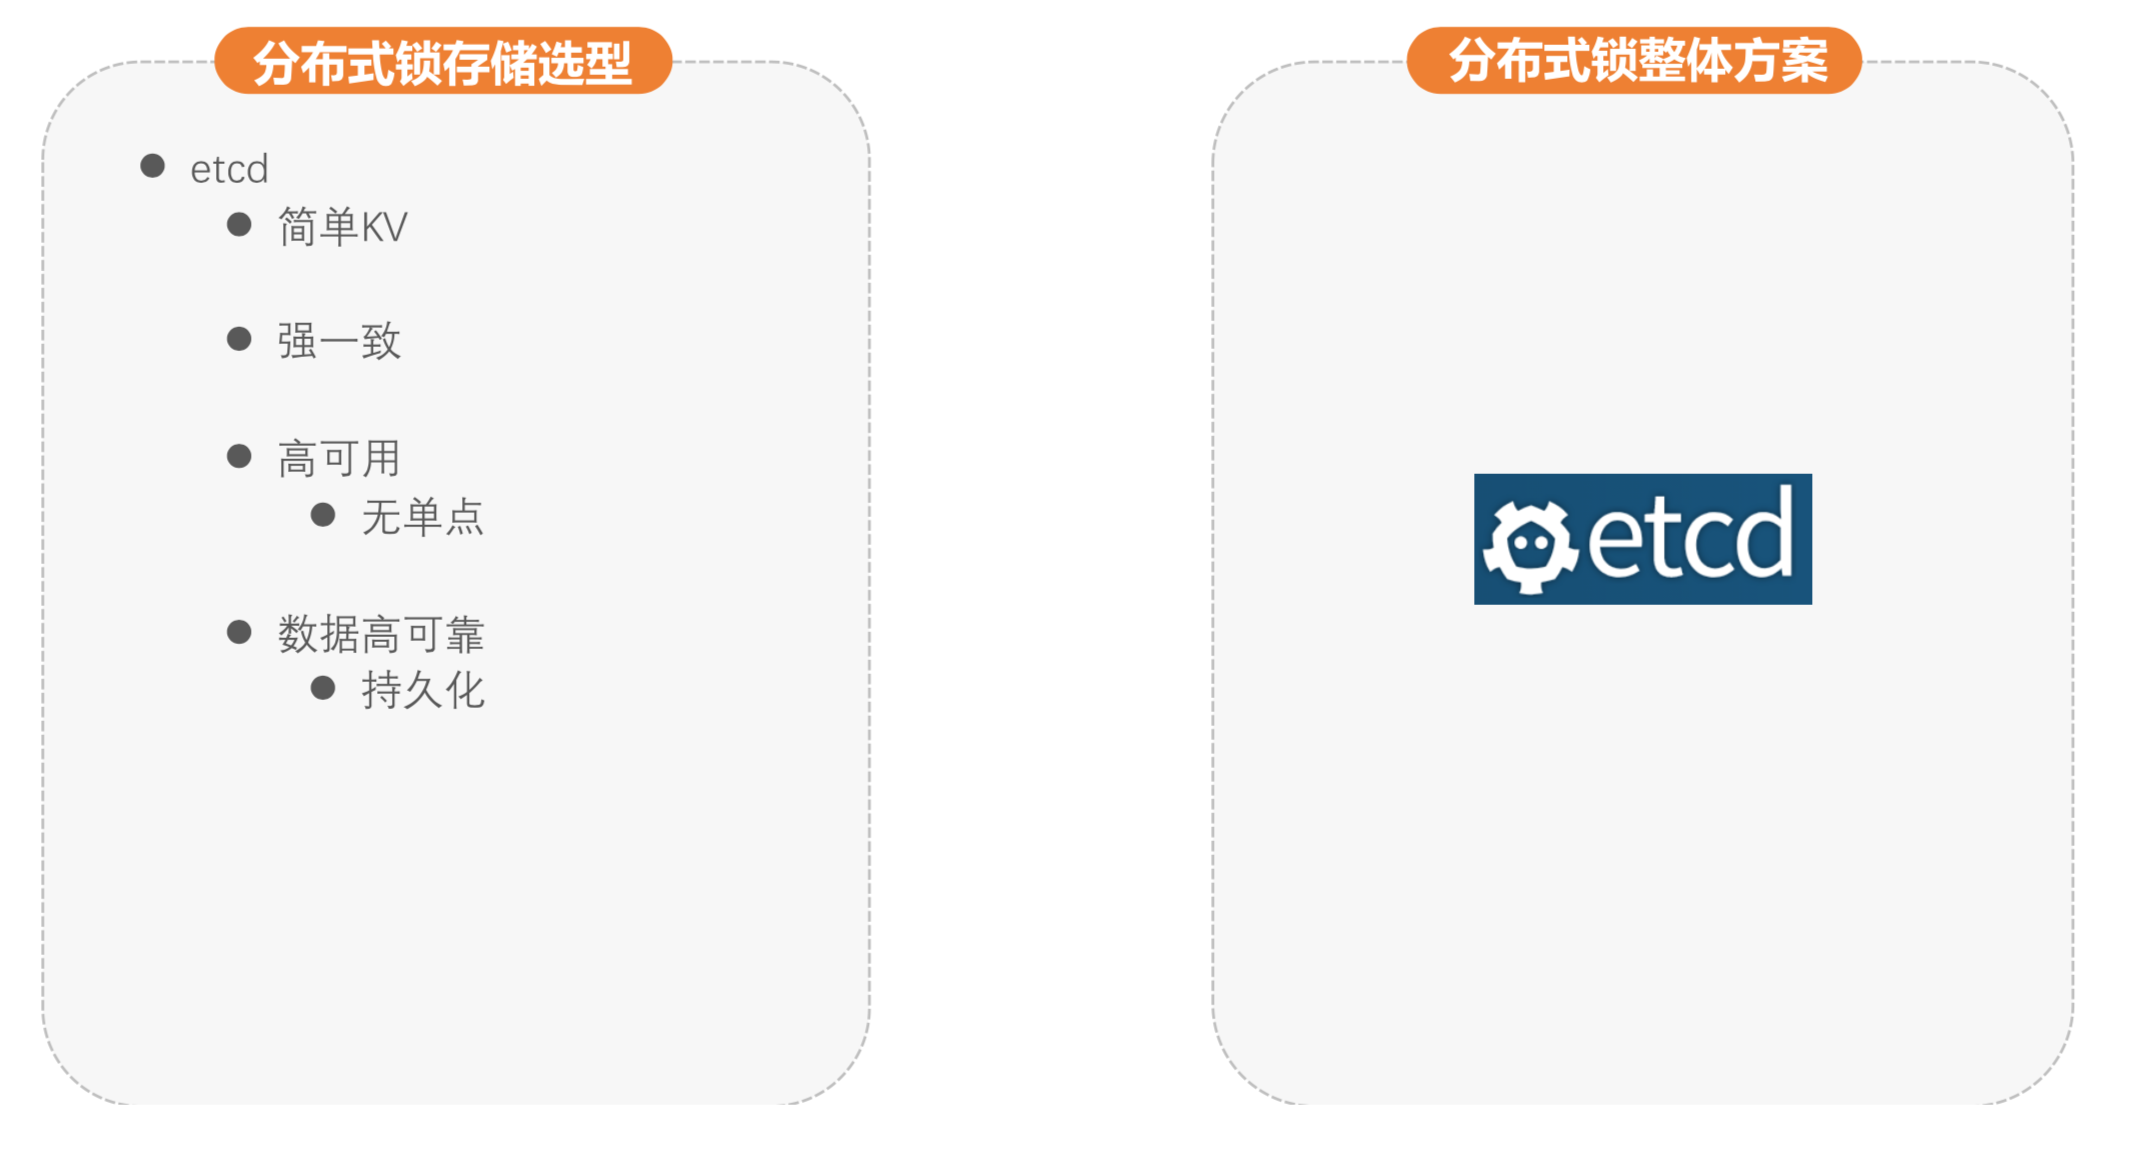 分布式锁存储选型
etcd
简单KV
强一致
高可用
无单点
数据高可靠
持久化
分布式锁整体方案
etcd